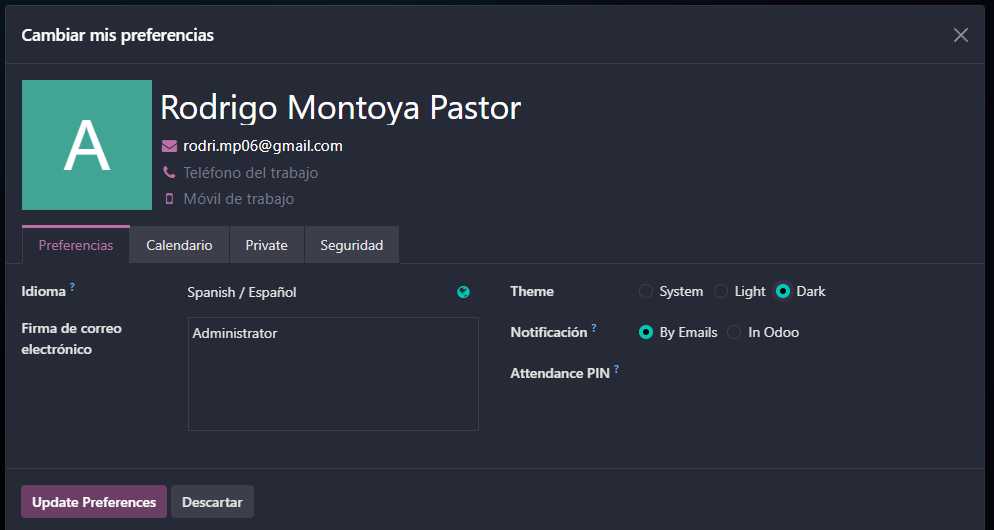 Cambiar mis preferencias
A
Rodrigo Montoya Pastor
rodri.mp06@gmail.com
Teléfono del trabajo
Móvil de trabajo
Preferencias Calendario Private Seguridad
Idioma ? Spanish / Español
Theme System Light Dark
Firma de correo
electrónico
Administrator
Notificación ? By Emails In Odoo
Attendance PIN ?
Update Preferences Descartar